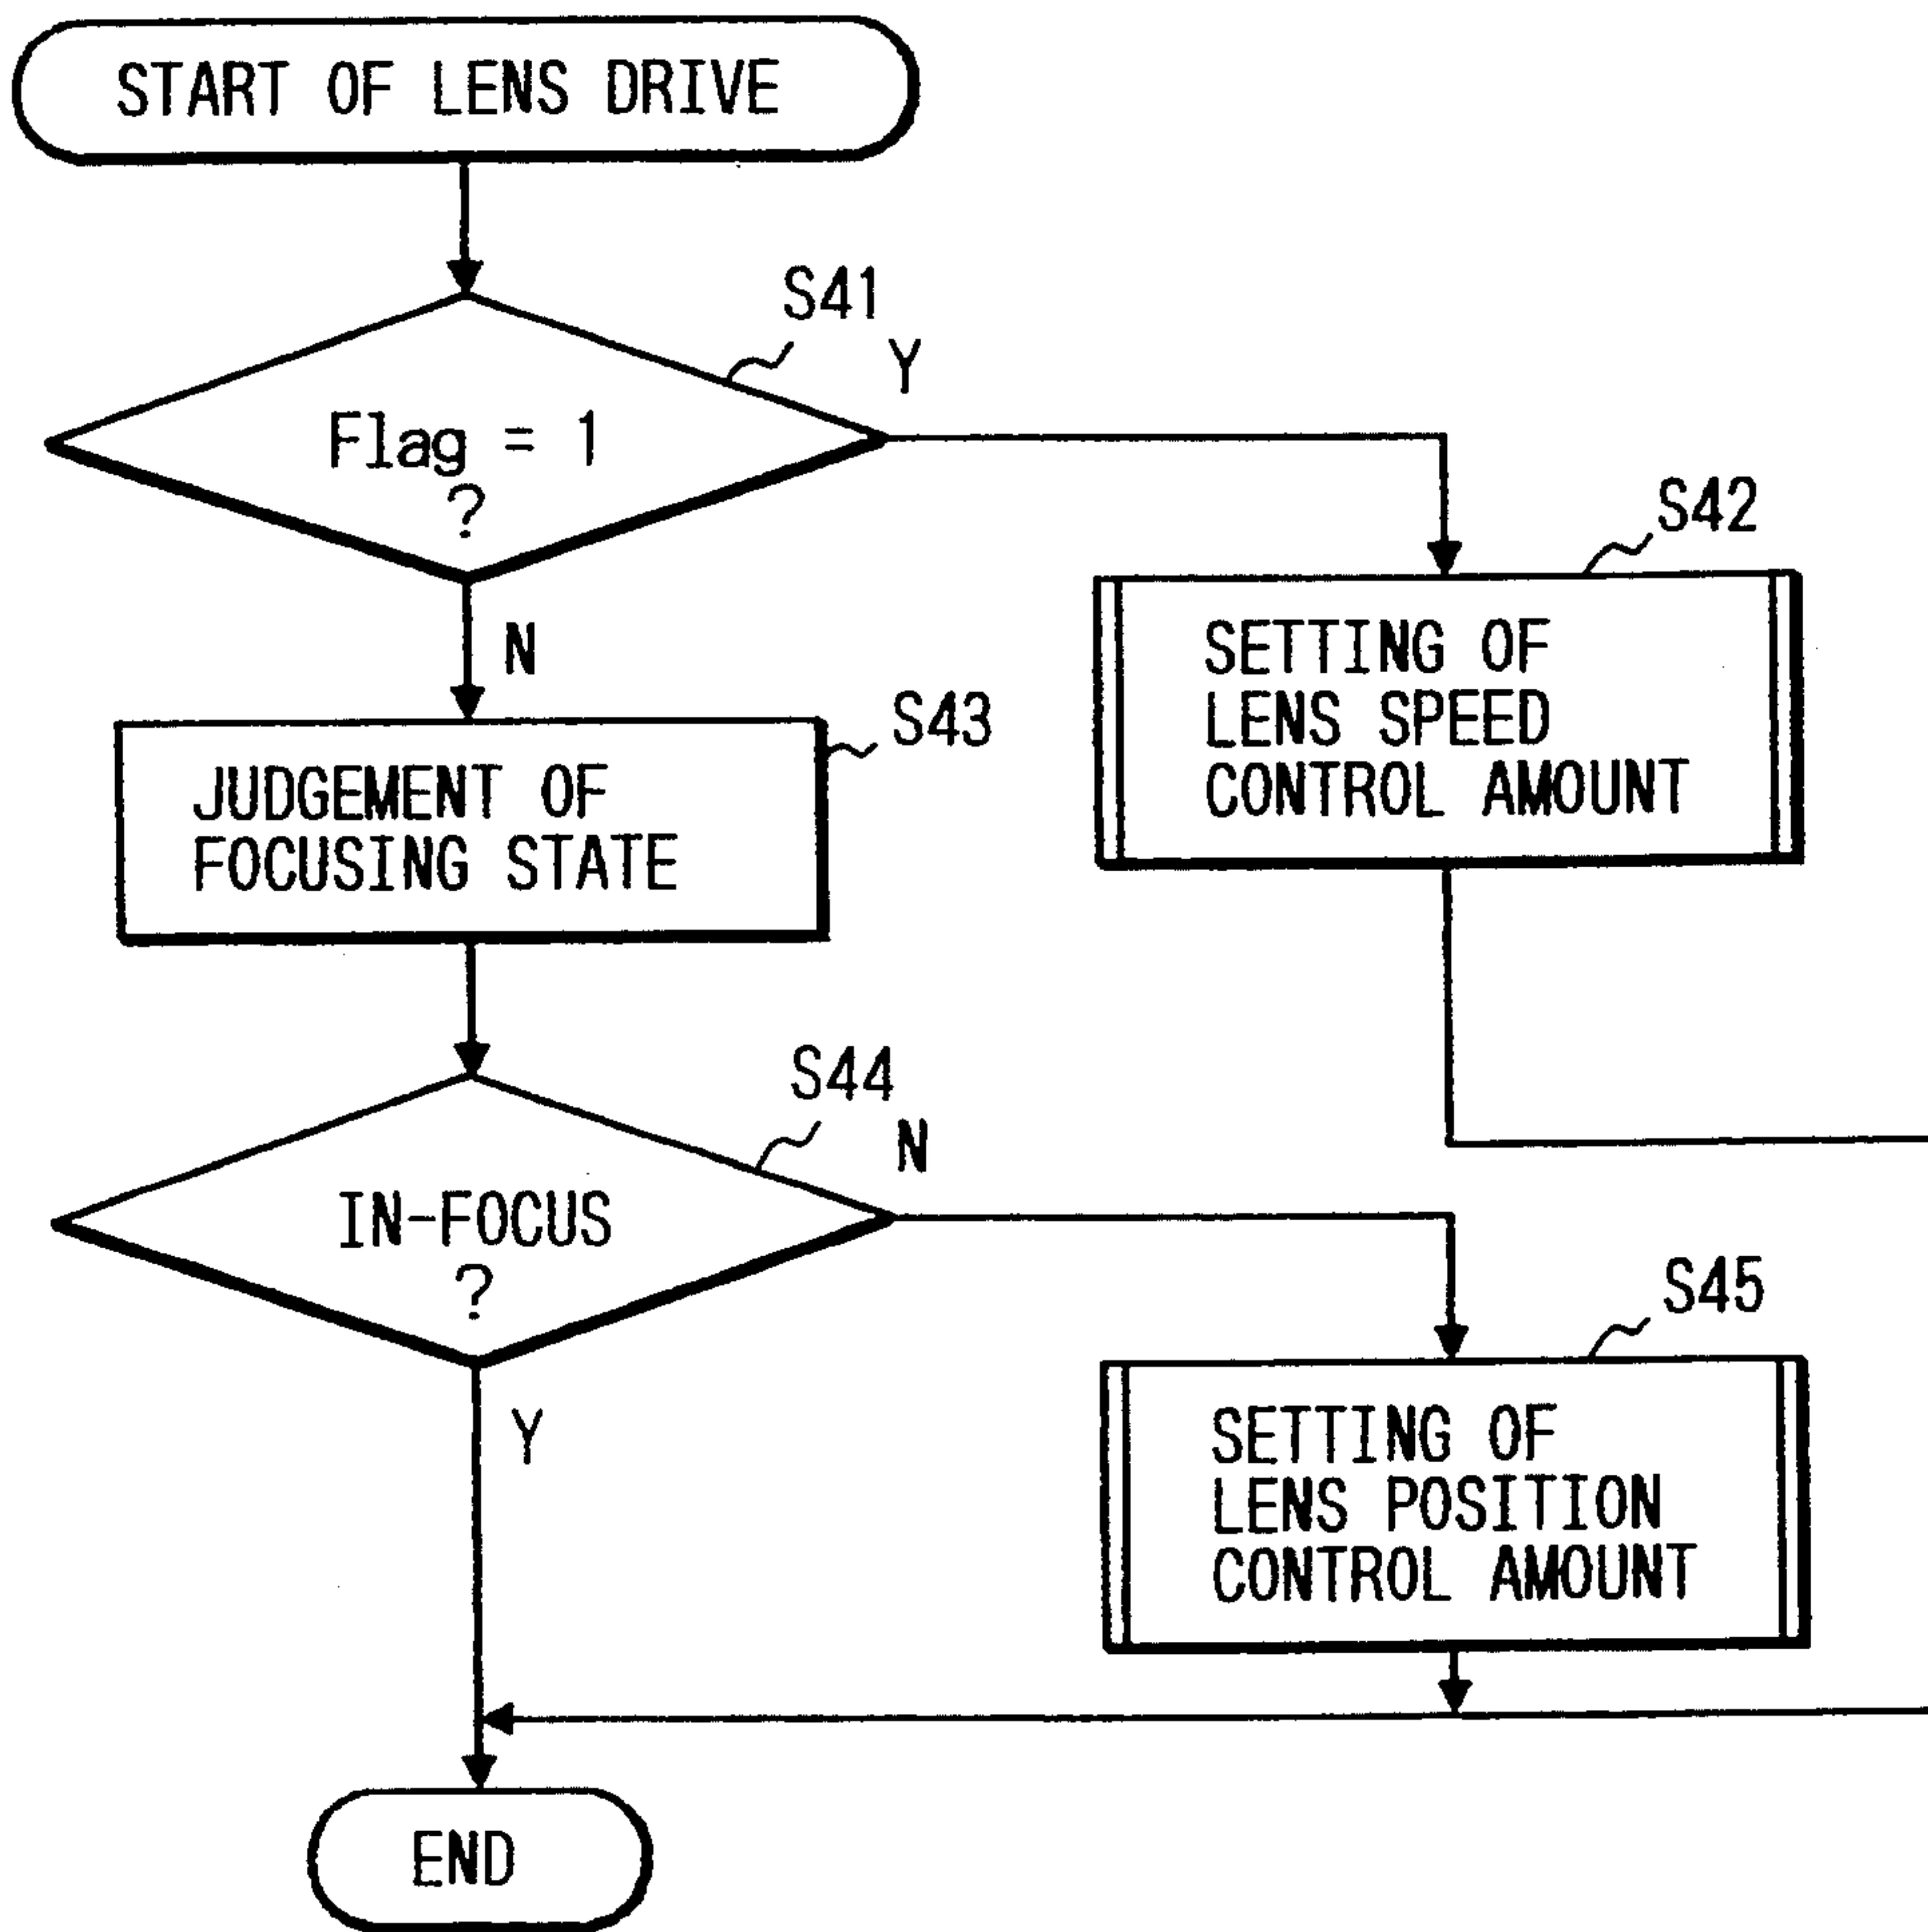 START OF LENS DRIVE
S41
Y
Flag = 1
?
N
S42
SETTING OF
LENS SPEED
CONTROL AMOUNT
S43
JUDGEMENT OF
FOCUSING STATE
S44
N
IN-FOCUS
?
Y
S45
SETTING OF
LENS POSITION
CONTROL AMOUNT
END